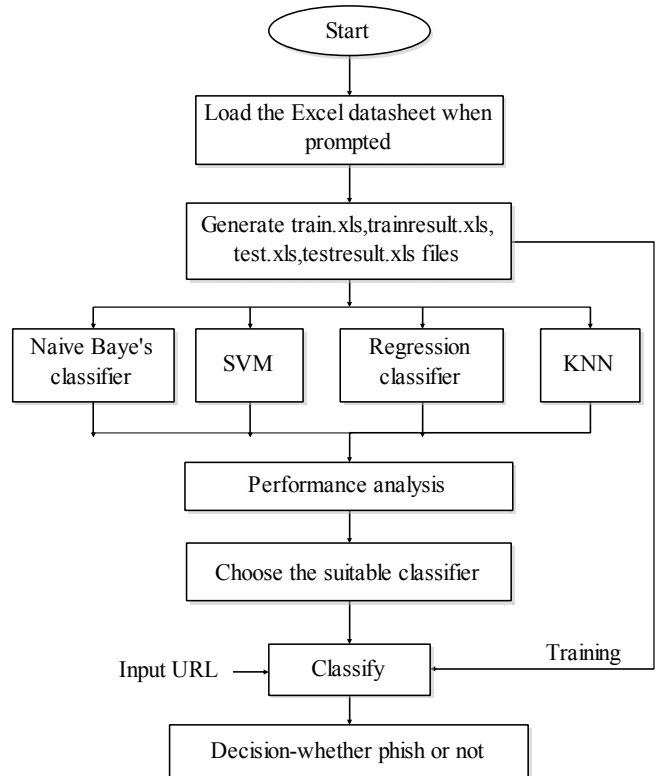 Start
Load the Excel datasheet when
prompted
Generate train.xls,trainresult.xls,
test.xls,testresult.xls files
Naive Baye's
classifier
SVM
Regression
classifier
KNN
Performance analysis
Choose the suitable classifier
Input URL
Classify
Training
Decision-whether phish or not